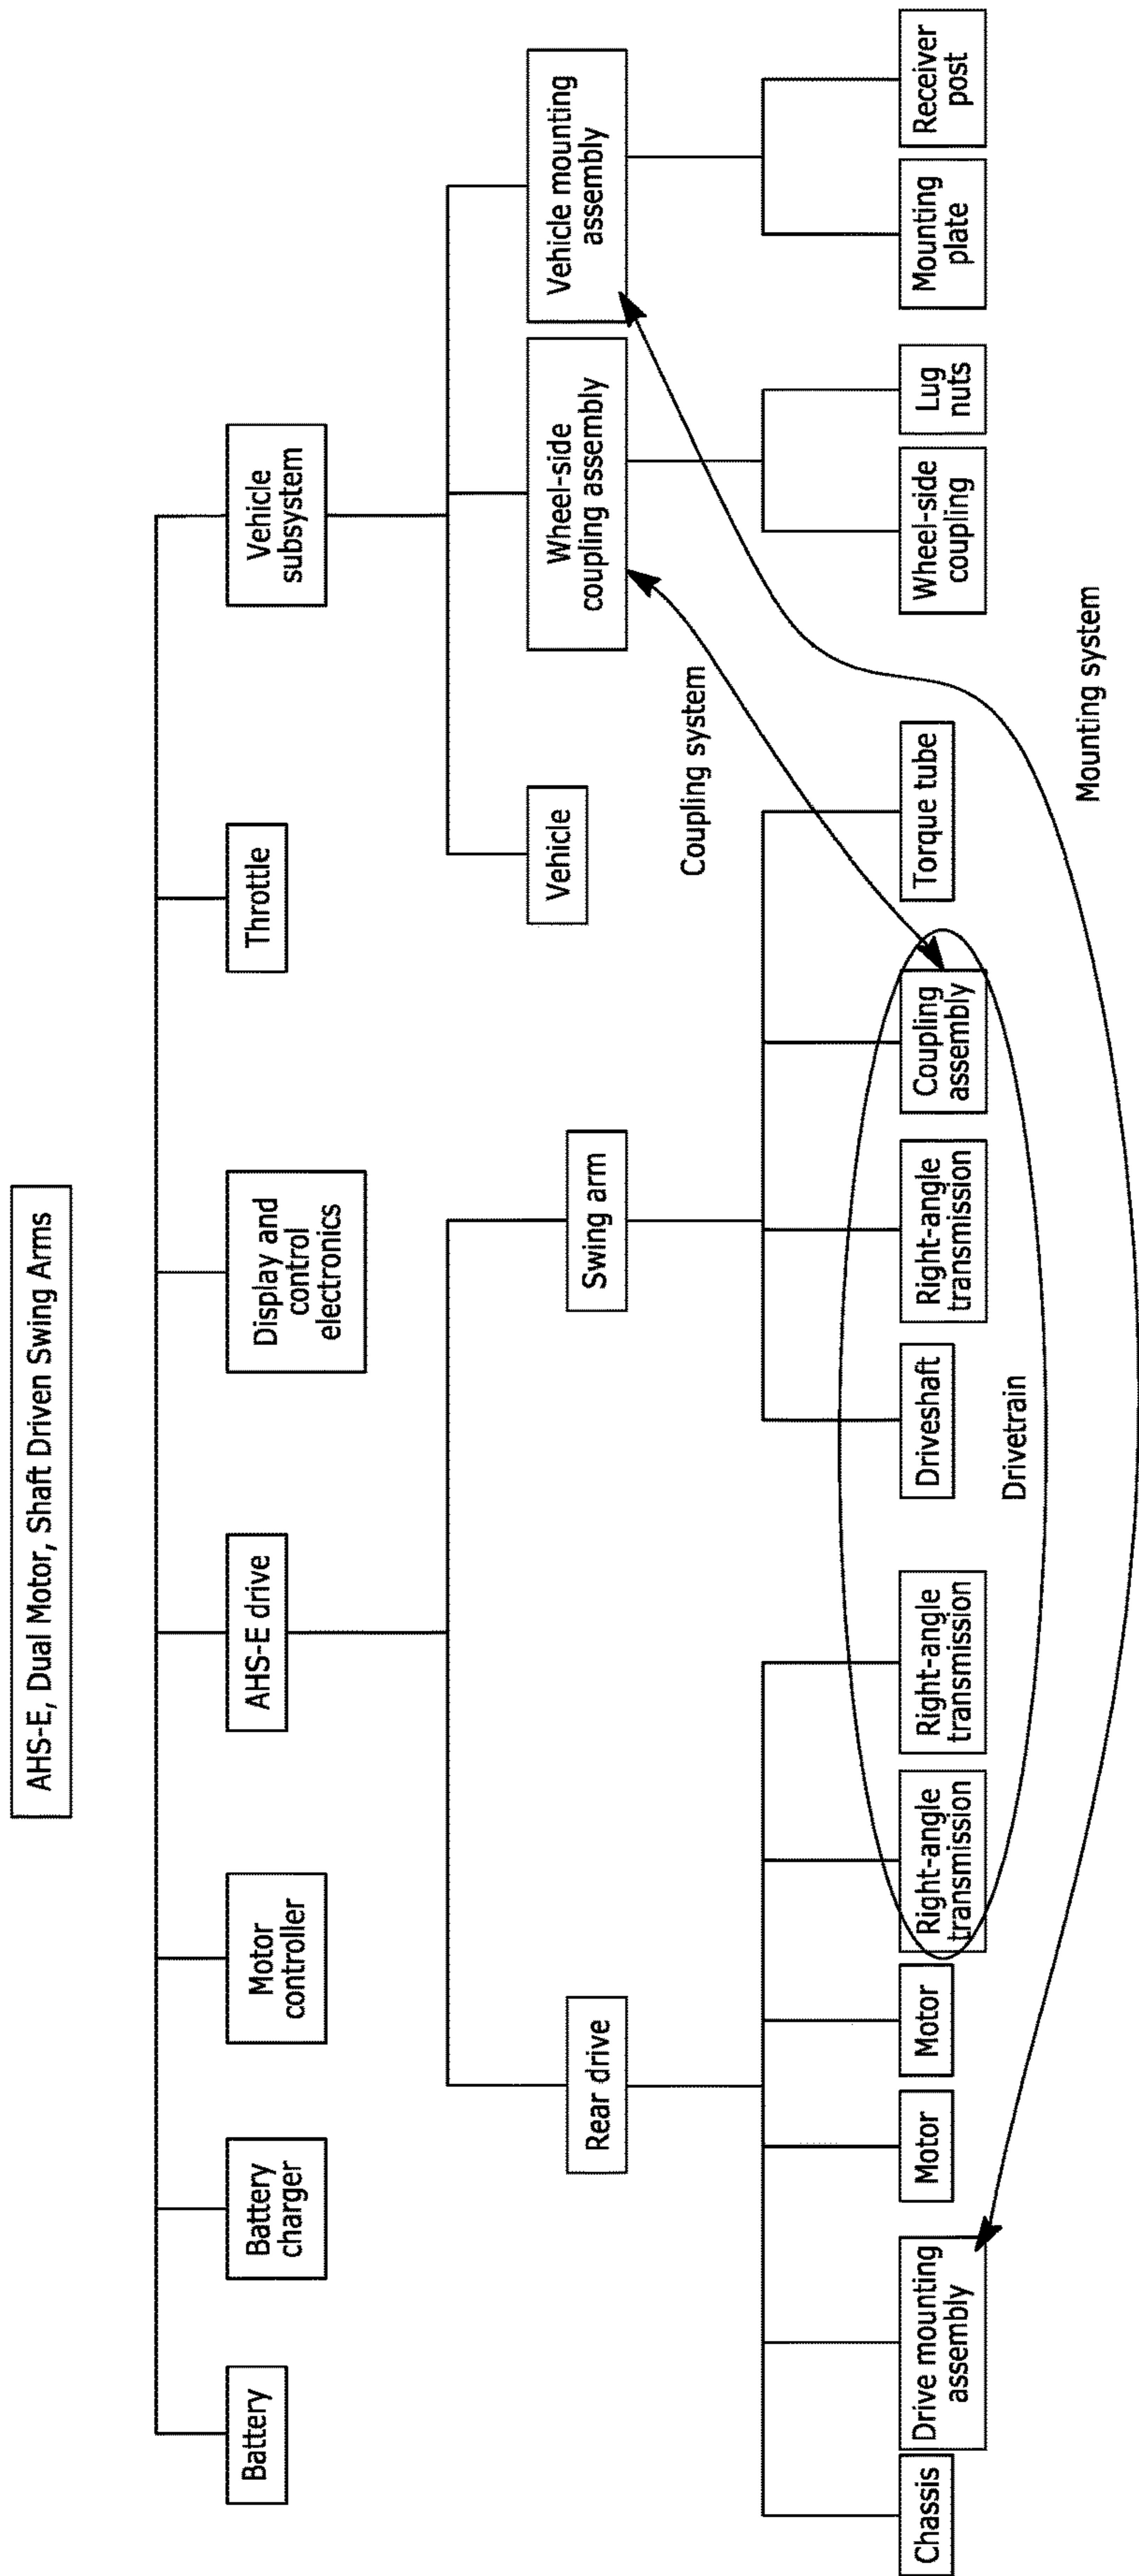 AHS-E, Dual Motor, Shaft Driven Swing Arms
Battery
Battery
charger
Motor
controller
AHS-E drive
Display and
control
electronics
Throttle
Vehicle
subsystem
Rear drive
Swing arm
Vehicle
Wheel-side
coupling assembly
Vehicle mounting
assembly
Coupling system
Chassis
Drive mounting
assembly
Motor
Motor
Right-angle
transmission
Right-angle
transmission
Driveshaft
Right-angle
transmission
Coupling
assembly
Torque tube
Wheel-side
coupling
Lug
nuts
Mounting
plate
Receiver
post
Drivetrain
Mounting system